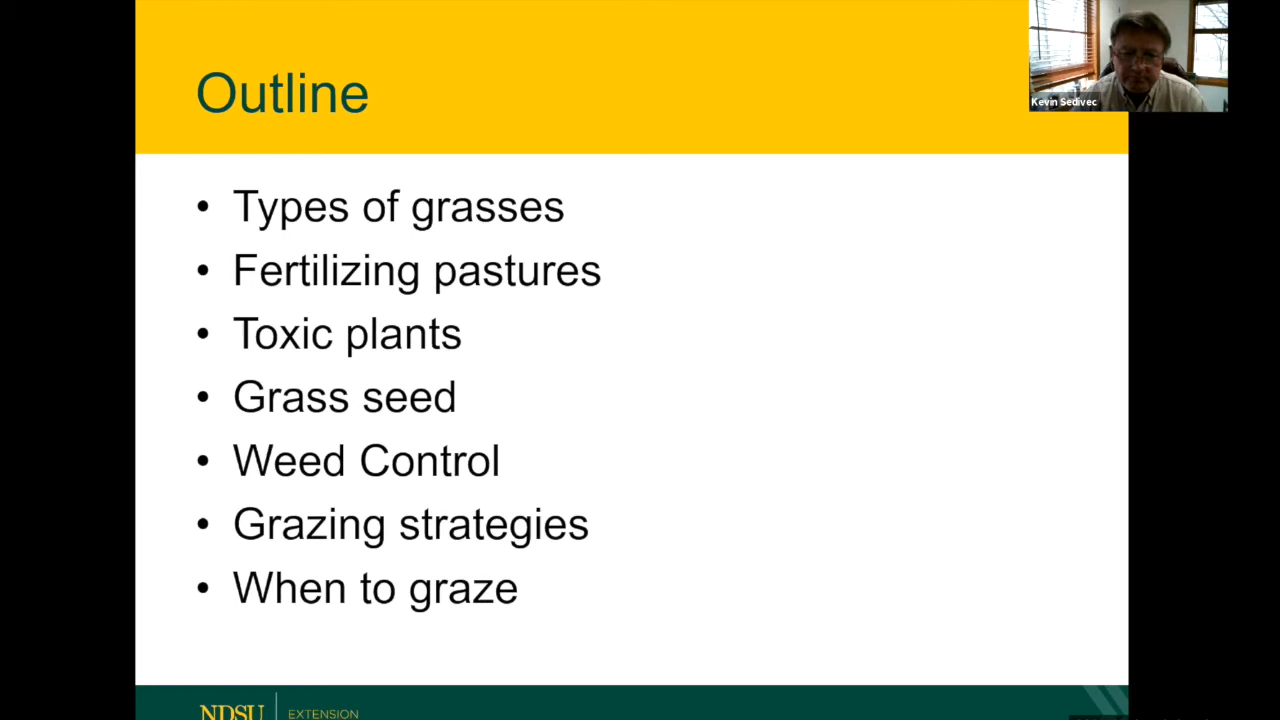 Outline
Kevin Sedivec
• Types of grasses
• Fertilizing pastures
• Toxic plants
• Grass seed
• Weed Control
• Grazing strategies
• When to graze
NDSU EXTENSION